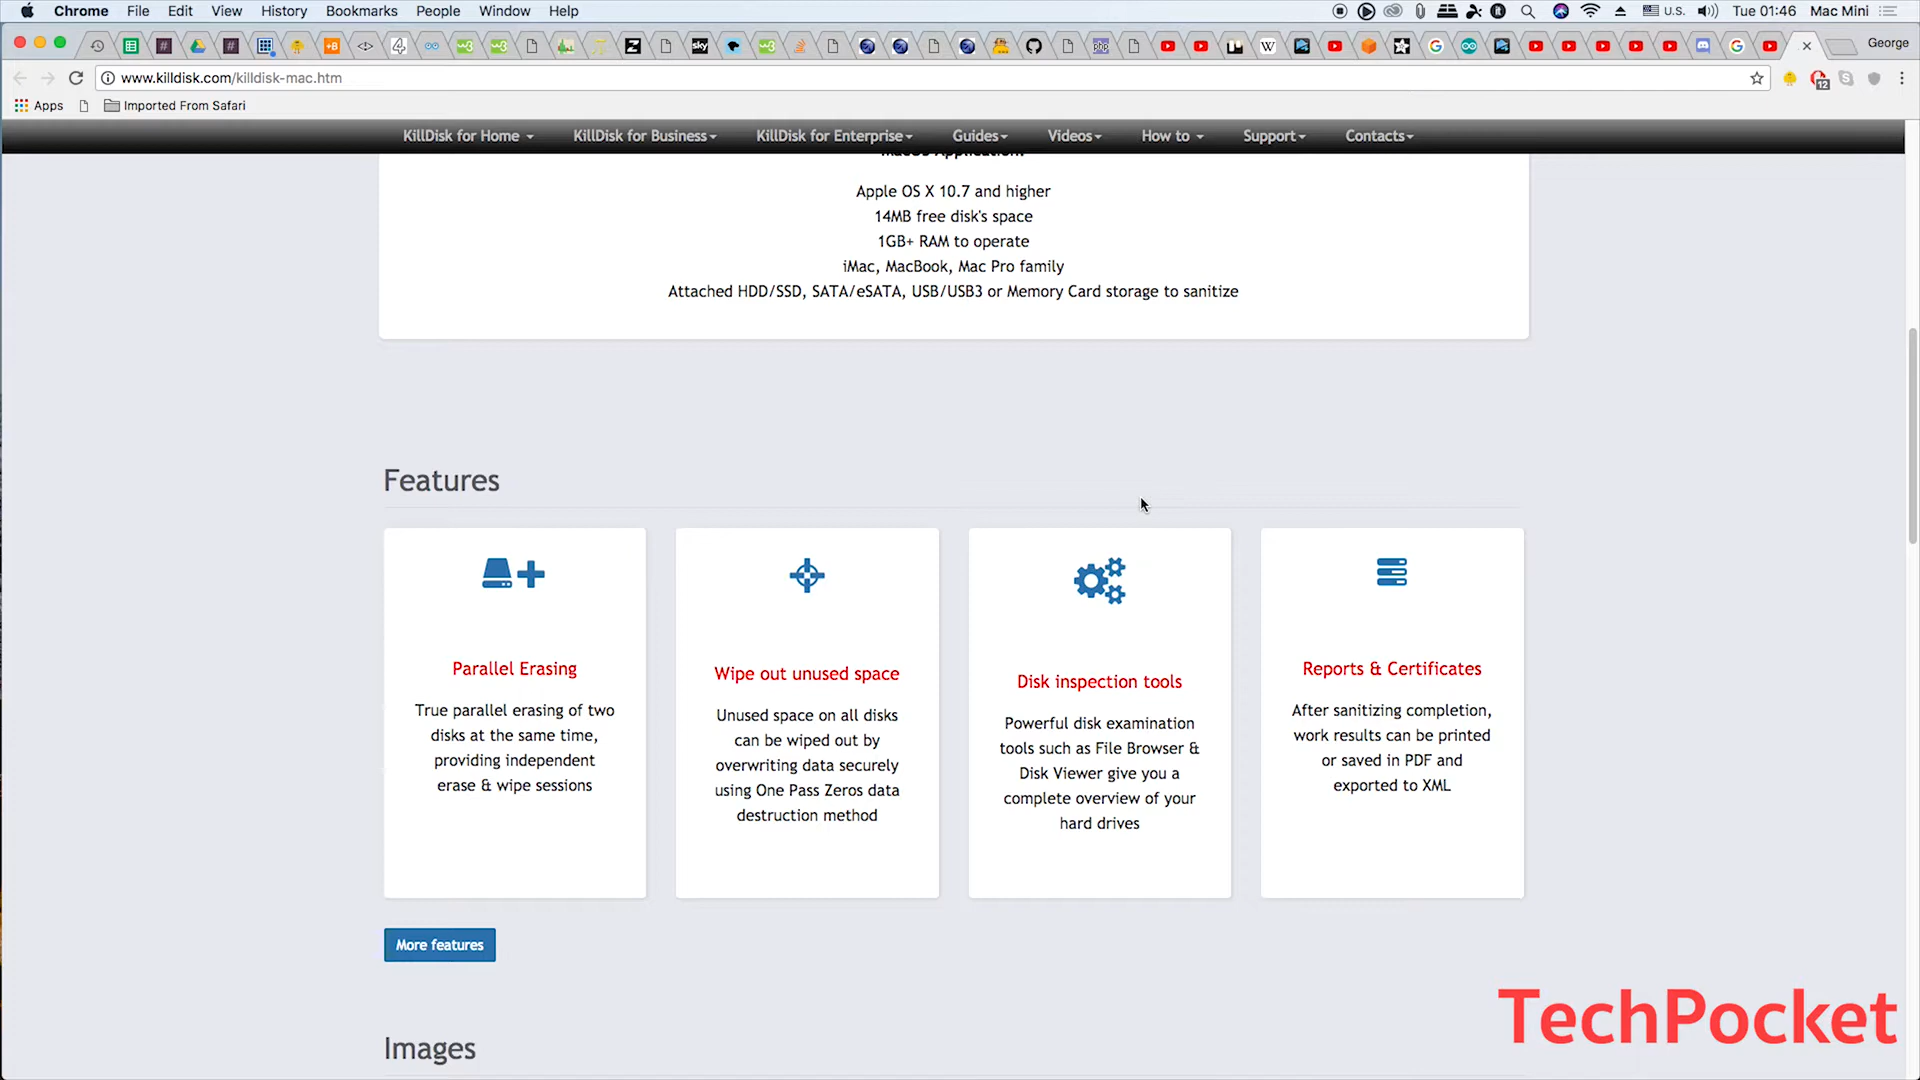 Chrome File Edit View History Bookmarks People Window Help U.S. Tue 01:46 Mac Mini
George
www.killdisk.com/killdisk-mac.htm
12
Apps Imported From Safari
KillDisk for Home KillDisk for Business KillDisk for Enterprise Guides Videos How to Support Contacts
Apple OS X 10.7 and higher
14MB free disk's space
1GB+ RAM to operate
iMac, MacBook, Mac Pro family
Attached HDD/SSD, SATA/eSATA, USB/USB3 or Memory Card storage to sanitize
Features
Parallel Erasing
True parallel erasing of two
disks at the same time,
providing independent
erase & wipe sessions
Wipe out unused space
Unused space on all disks
can be wiped out by
overwriting data securely
using One Pass Zeros data
destruction method
Disk inspection tools
Powerful disk examination
tools such as File Browser &
Disk Viewer give you a
complete overview of your
hard drives
Reports & Certificates
After sanitizing completion,
work results can be printed
or saved in PDF and
exported to XML
More features
TechPocket
Images